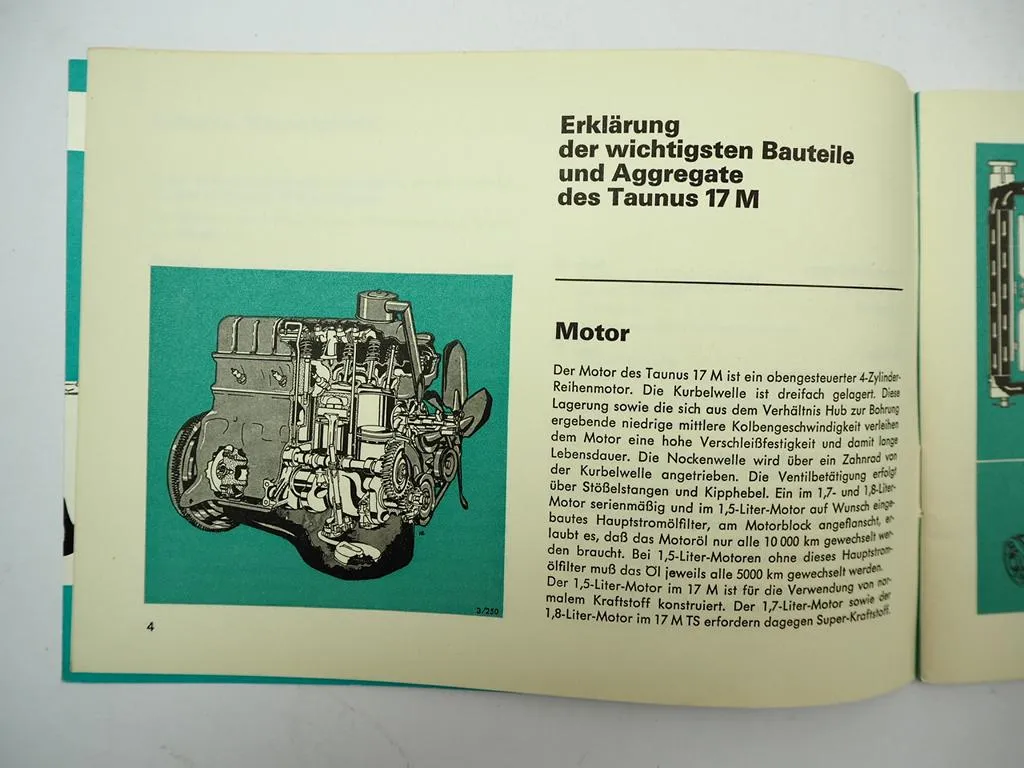 Erklärung
der wichtigsten Bauteile
und Aggregate
des Taunus 17 M
Motor
Der Motor des Taunus 17 M ist ein obengesteuerter 4-Zylinder-
Reihenmotor. Die Kurbelwelle ist dreifach gelagert. Diese
Lagerung sowie die sich aus dem Verhältnis Hub zur Bohrung
ergebende niedrige mittlere Kolbengeschwindigkeit verleihen
dem Motor eine hohe Verschleißfestigkeit und damit lange
Lebensdauer. Die Nockenwelle wird über ein Zahnrad von
der Kurbelwelle angetrieben. Die Ventilbetätigung erfolgt
über Stößelstangen und Kipphebel. Ein im 1,7- und 1,8-Liter-
Motor serienmäßig und im 1,5-Liter-Motor auf Wunsch einge-
bautes Hauptstromölfilter, am Motorblock angeflanscht, er-
laubt es, daß das Motoröl nur alle 10 000 km gewechselt wer-
den braucht. Bei 1,5-Liter-Motoren ohne dieses Hauptstrom-
ölfilter muß das Öl jeweils alle 5000 km gewechselt werden.
Der 1,5-Liter-Motor im 17 M ist für die Verwendung von nor-
malem Kraftstoff konstruiert. Der 1,7-Liter-Motor sowie der
1,8-Liter-Motor im 17 M TS erfordern dagegen Super-Kraftstoff.
3/250
4